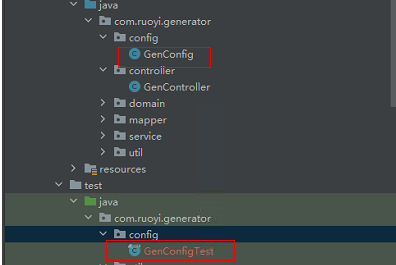 java
com.ruoyi.generator
config
GenConfig
controller
GenController
domain
mapper
service
util
resources
test
java
com.ruoyi.generator
config
GenConfigTest